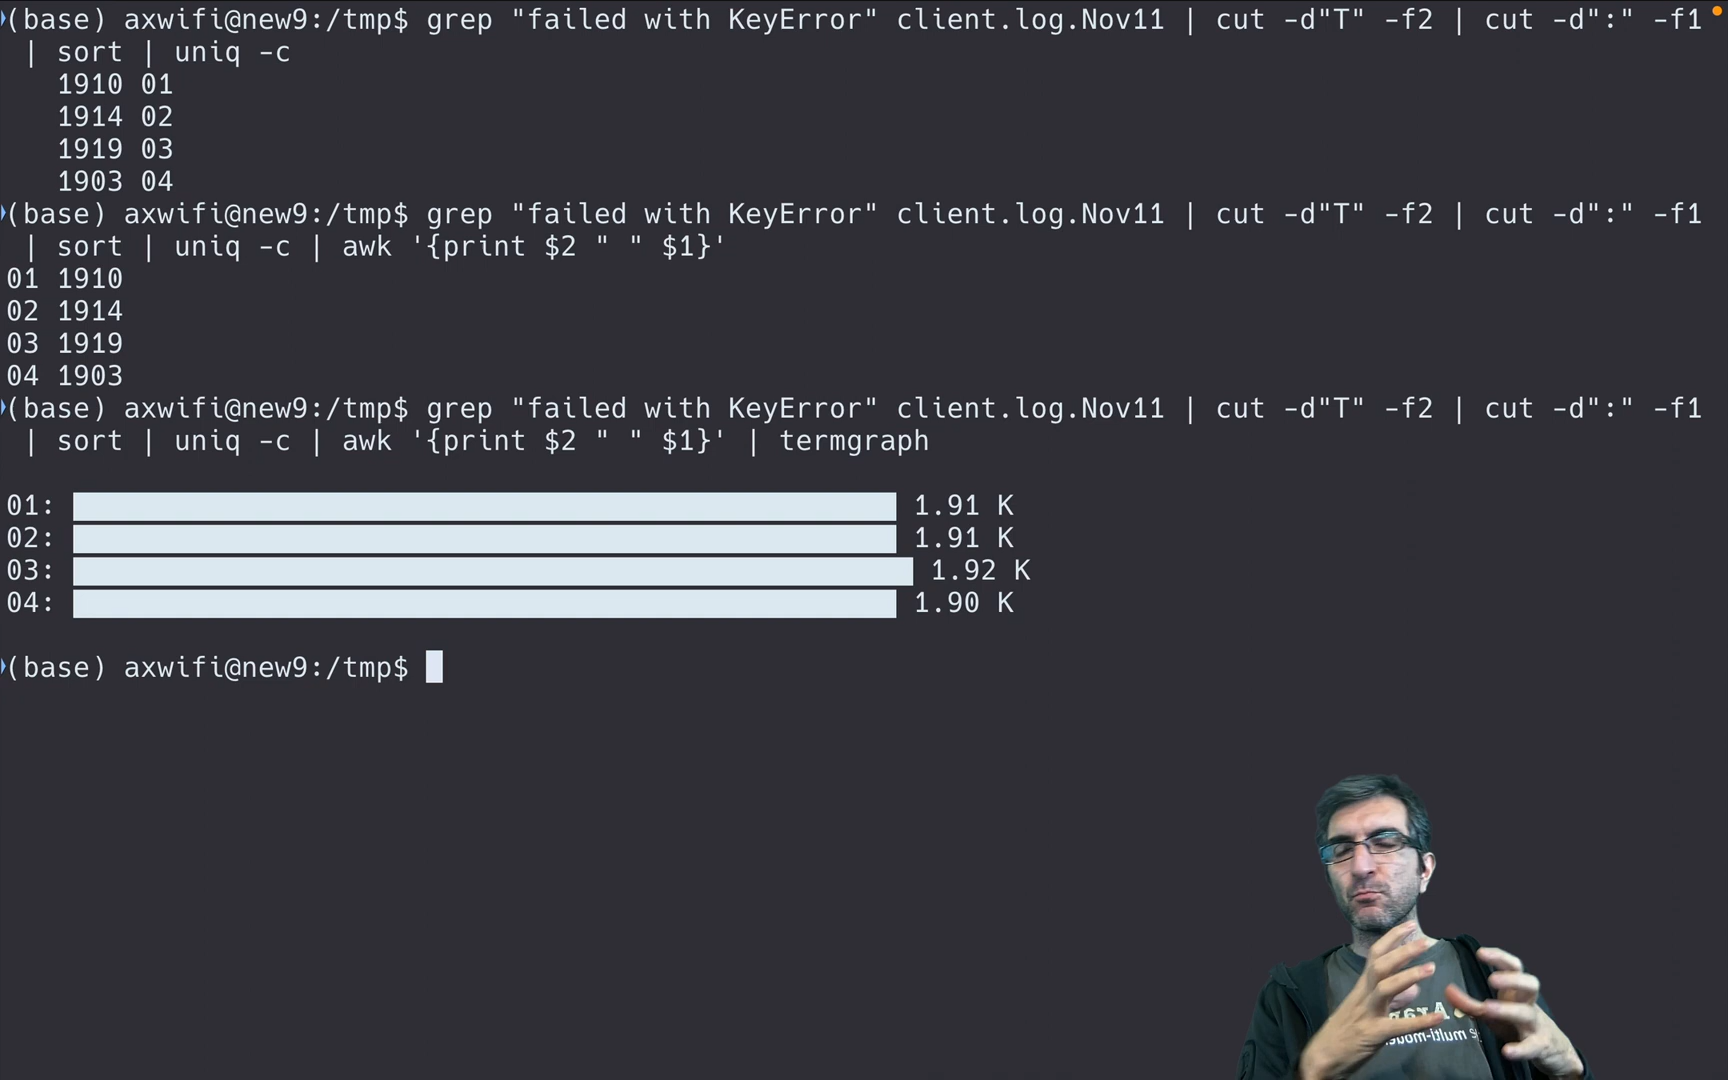 (base) axwifi@new9:/tmp$ grep "failed with KeyError" client.log.Nov11 | cut -d"T" -f2 | cut -d":" -f1
| sort | uniq -c
1910 01
1914 02
1919 03
1903 04
(base) axwifi@new9:/tmp$ grep "failed with KeyError" client.log.Nov11 | cut -d"T" -f2 | cut -d":" -f1
| sort | uniq -c | awk '{print $2 " " $1}'
01 1910
02 1914
03 1919
04 1903
(base) axwifi@new9:/tmp$ grep "failed with KeyError" client.log.Nov11 | cut -d"T" -f2 | cut -d":" -f1
| sort | uniq -c | awk '{print $2 " " $1}' | termgraph
01: 1.91 K
02: 1.91 K
03: 1.92 K
04: 1.90 K
(base) axwifi@new9:/tmp$